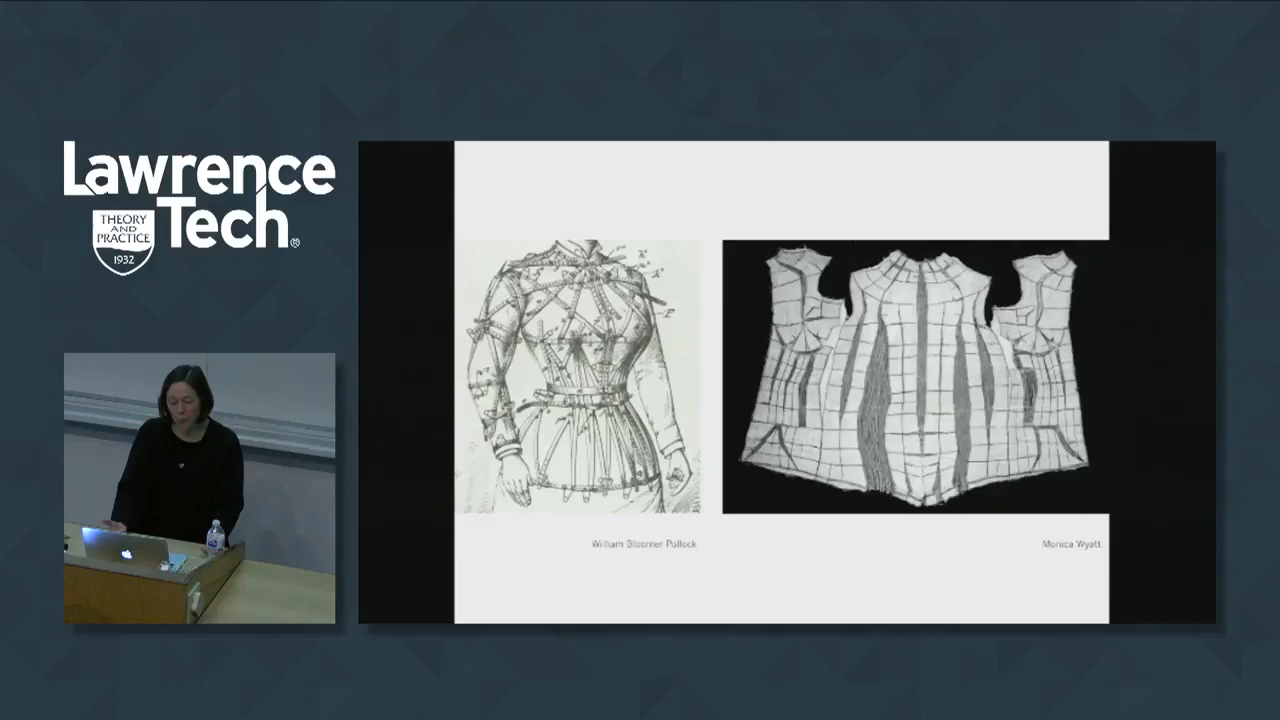 Lawrence
Tech®
THEORY
AND
PRACTICE
1932
William Bloomer Pollock
Monica Wyatt